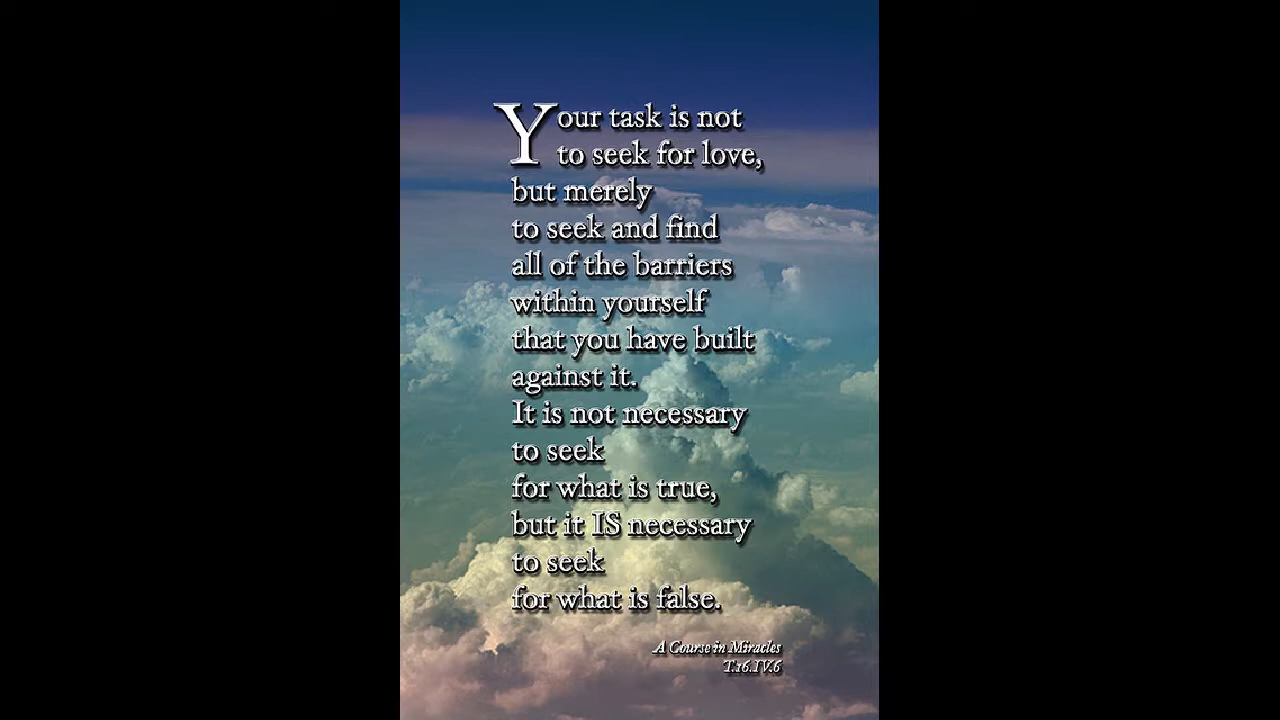 Your task is not
to seek for love,
but merely
to seek and find
all of the barriers
within yourself
that you have built
against it.
It is not necessary
to seek
for what is true,
but it IS necessary
to seek
for what is false.
A Course in Miracles
T.16.IV.6